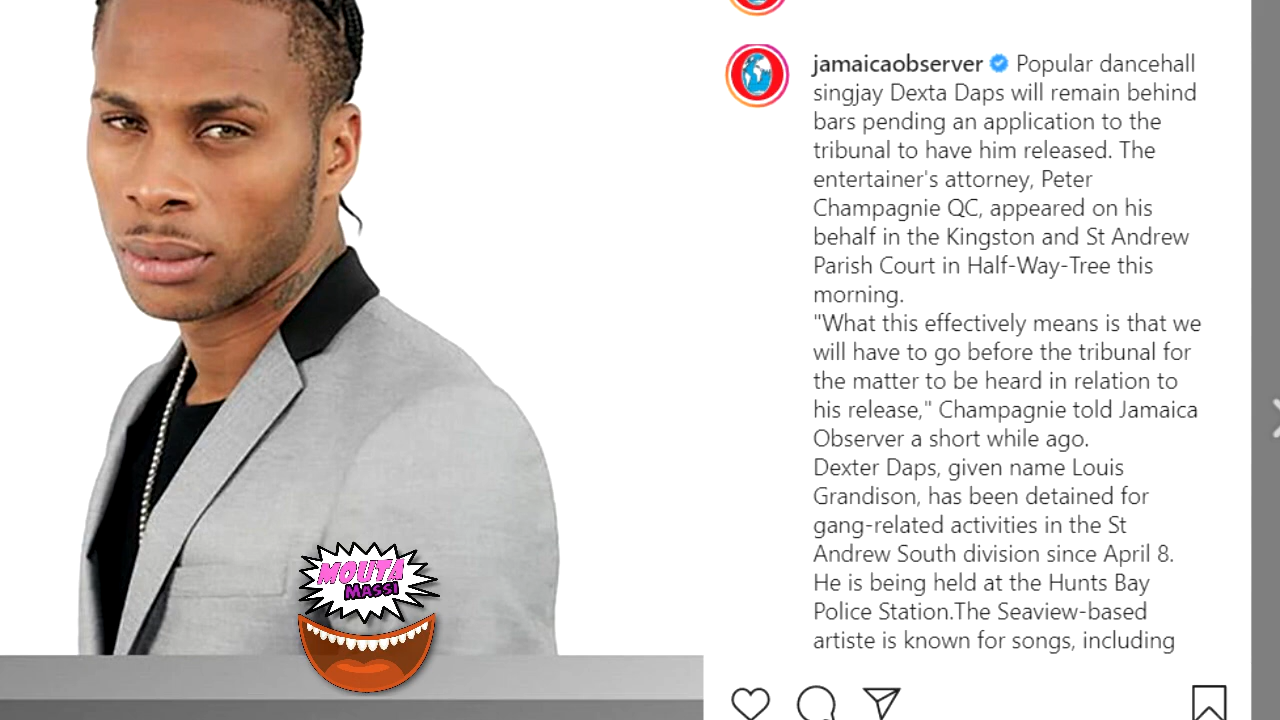 jamaicaobserver Popular dancehall
singjay Dexta Daps will remain behind
bars pending an application to the
tribunal to have him released. The
entertainer's attorney, Peter
Champagnie QC, appeared on his
behalf in the Kingston and St Andrew
Parish Court in Half-Way-Tree this
morning.
"What this effectively means is that we
will have to go before the tribunal for
the matter to be heard in relation to
his release," Champagnie told Jamaica
Observer a short while ago.
Dexter Daps, given name Louis
Grandison, has been detained for
gang-related activities in the St
Andrew South division since April 8.
He is being held at the Hunts Bay
Police Station.The Seaview-based
artiste is known for songs, including
MOUTA
MASSI